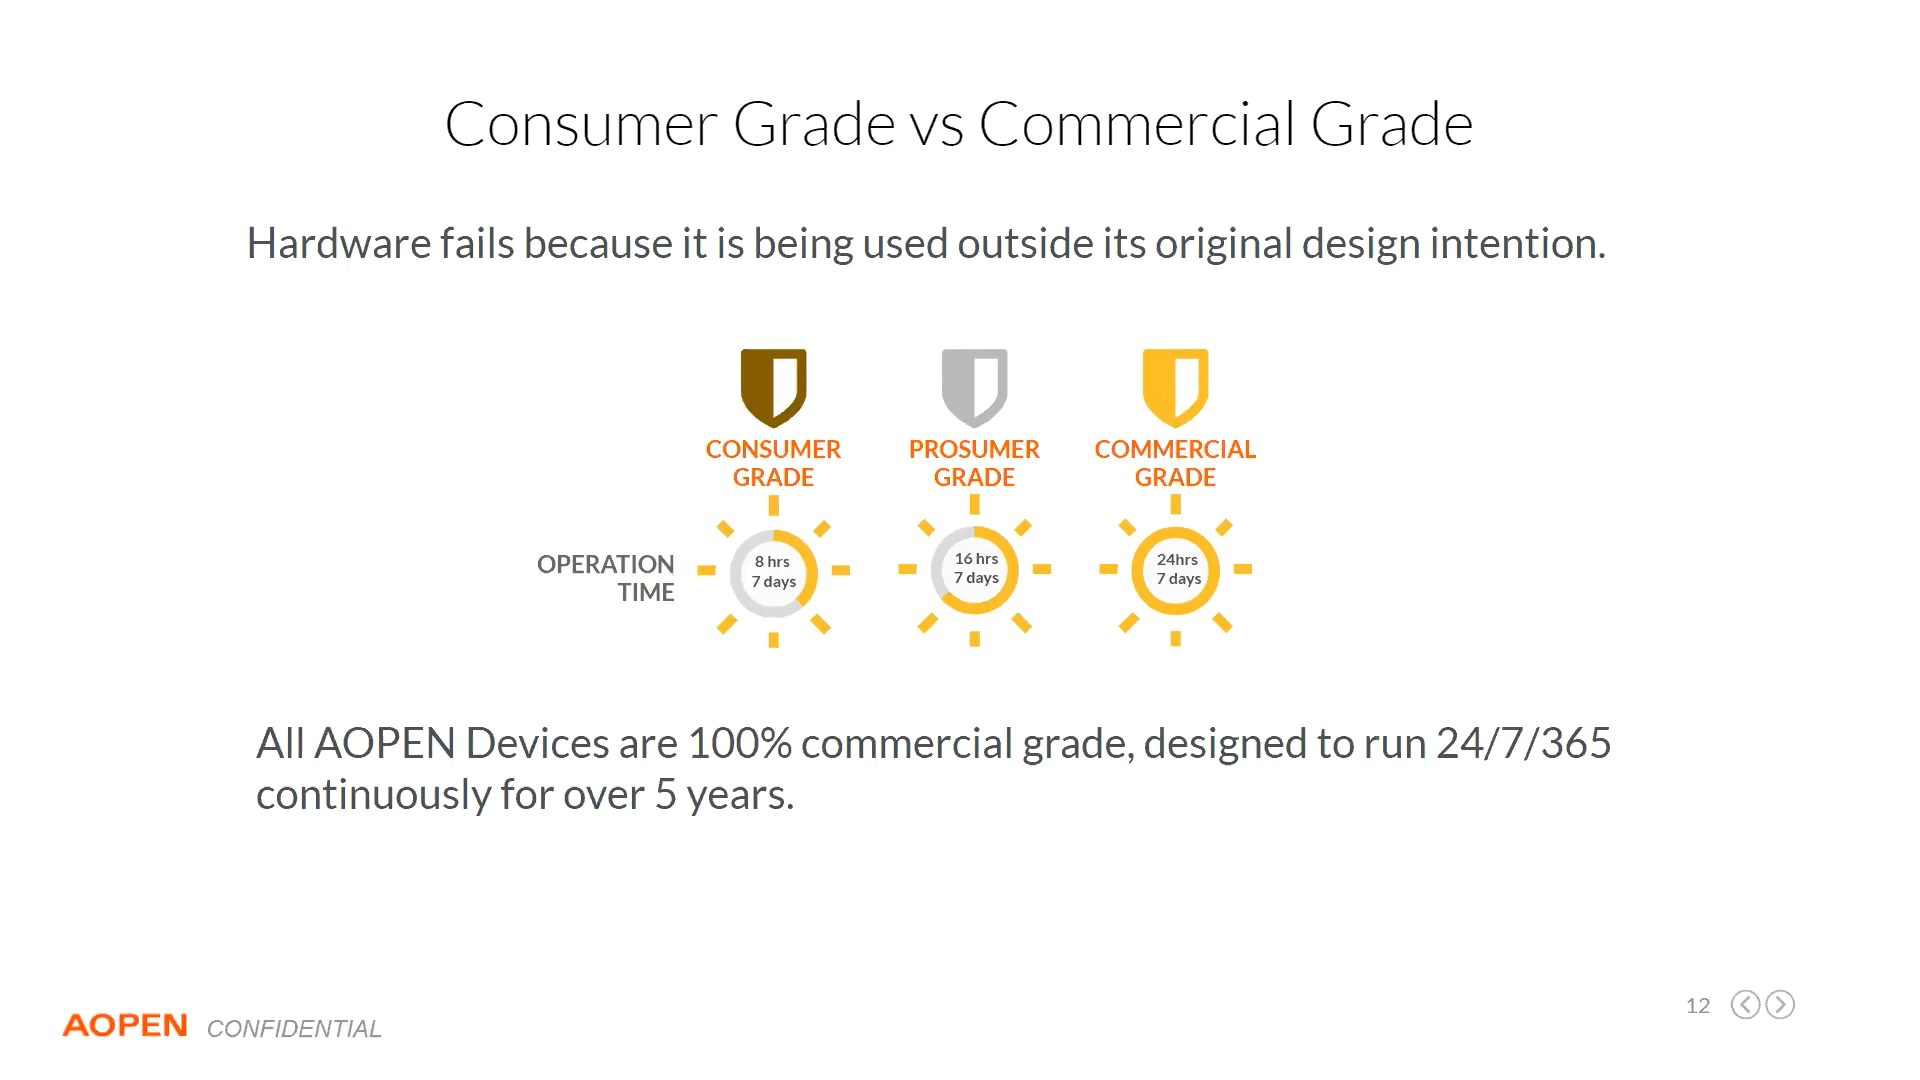 Consumer Grade vs Commercial Grade
Hardware fails because it is being used outside its original design intention.
CONSUMER
GRADE
PROSUMER
GRADE
COMMERCIAL
GRADE
OPERATION
TIME
8 hrs
7 days
16 hrs
7 days
24hrs
7 days
All AOPEN Devices are 100% commercial grade, designed to run 24/7/365
continuously for over 5 years.
AOPEN CONFIDENTIAL
12